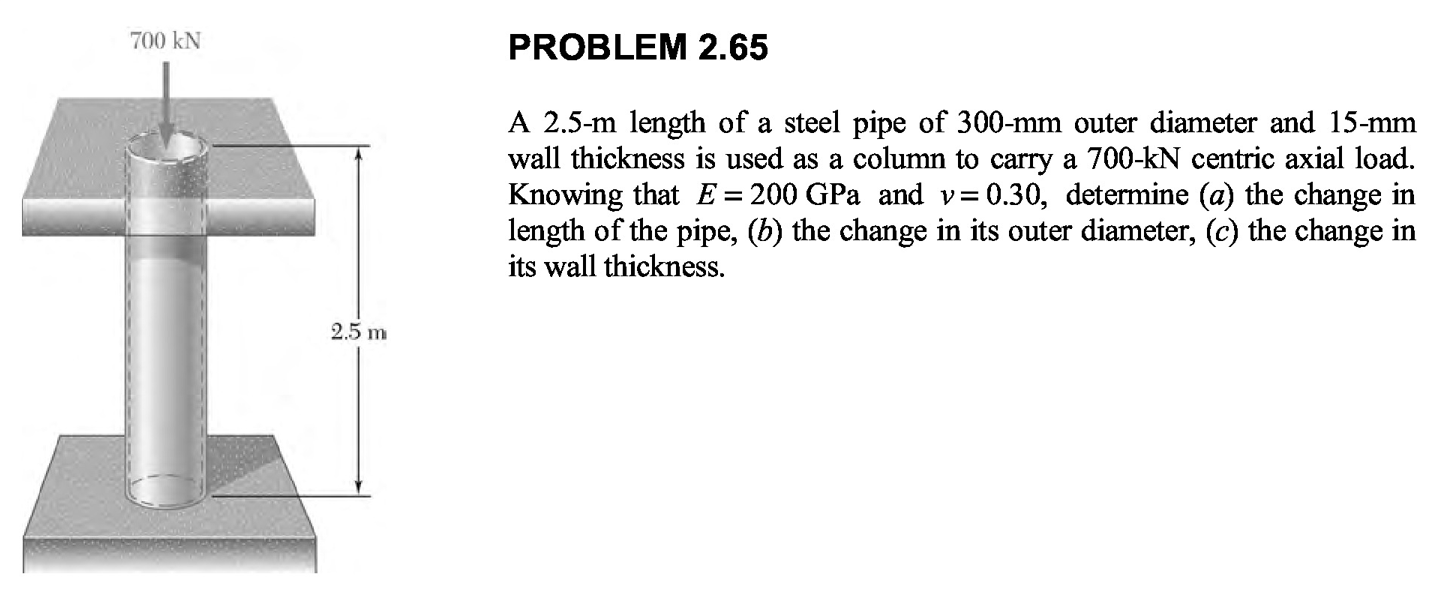 700 kN
2.5 m
PROBLEM 2.65
A 2.5-m length of a steel pipe of 300-mm outer diameter and 15-mm
wall thickness is used as a column to carry a 700-kN centric axial load.
Knowing that E = 200 GPa and ν = 0.30, determine (a) the change in
length of the pipe, (b) the change in its outer diameter, (c) the change in
its wall thickness.